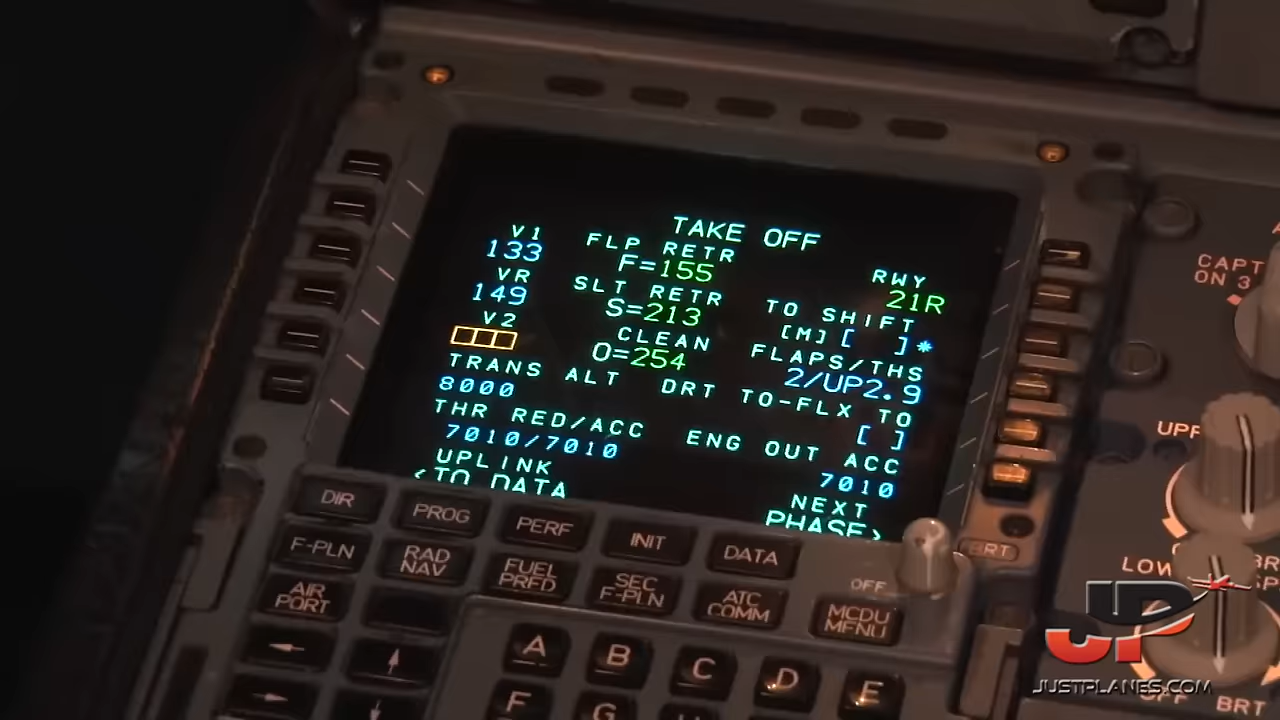 TAKE OFF
V1 FLP RETR RWY
133 F=155 21R
VR SLT RETR TO SHIFT
149 S=213 [M][ ]*
V2 CLEAN FLAPS/THS
O=254 2/UP2.9
TRANS ALT DRT TO-FLX TO
8000 [ ]
THR RED/ACC ENG OUT ACC
7010/7010 7010
UPLINK NEXT
<TO DATA PHASE>
DIR PROG PERF INIT DATA OFF BRT
F-PLN RAD NAV FUEL PRED SEC F-PLN ATC COMM MCDU MENU
AIR PORT
← ↑ A B C D E
→ ↓ F G
CAPT
ON 3
LOW
OFF BRT
JP
JUSTPLANES.COM